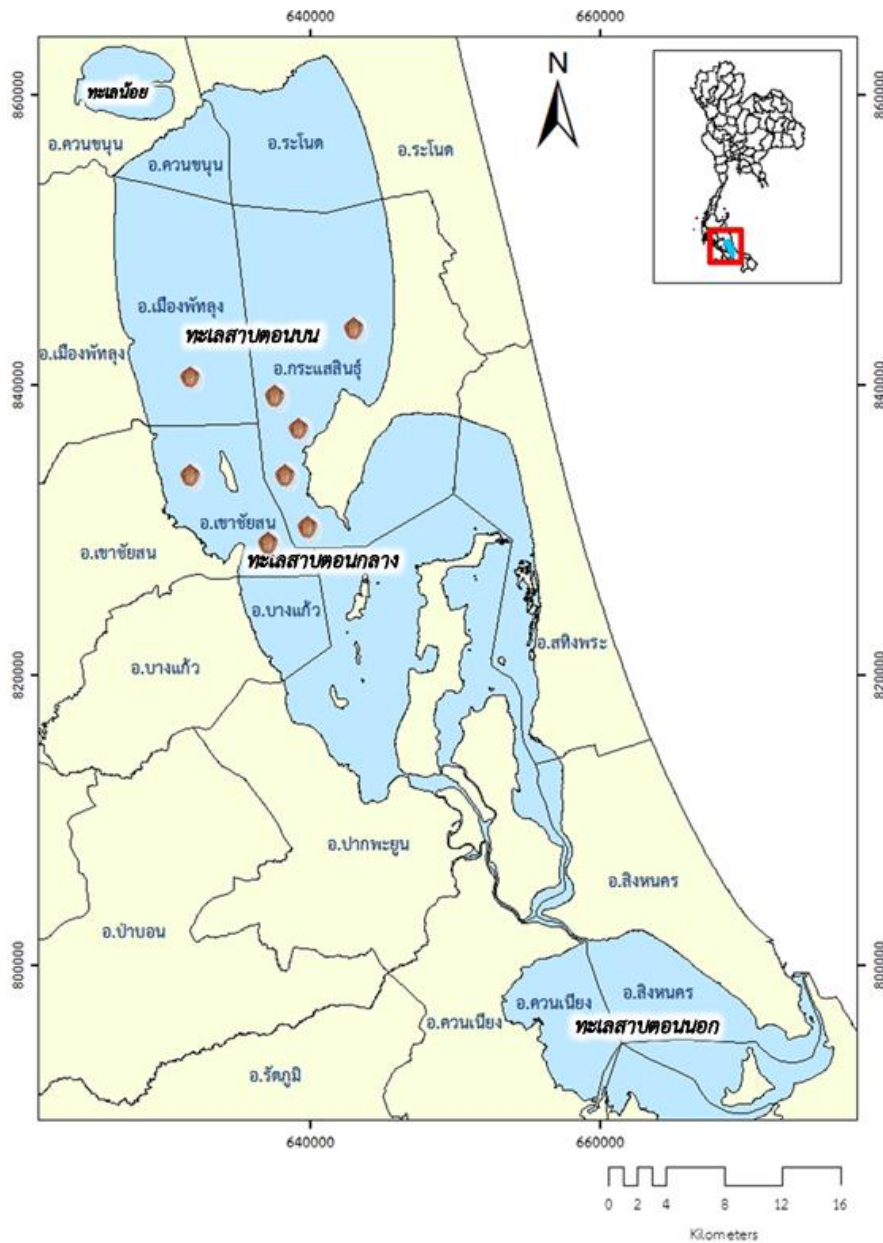 640000
660000
860000
860000
N
ทะเลน้อย
อ.ควนขนุน
อ.ควนขนุน
อ.ระโนด
อ.ระโนด
อ.เมืองพัทลุง
ทะเลสาบตอนบน
อ.เมืองพัทลุง
อ.กระแสสินธุ์
840000
840000
อ.เขาชัยสน
อ.เขาชัยสน
ทะเลสาบตอนกลาง
อ.บางแก้ว
อ.บางแก้ว
อ.สทิงพระ
820000
820000
อ.ปากพะยูน
อ.สิงหนคร
อ.ป่าบอน
800000
800000
อ.ควนเนียง
อ.สิงหนคร
อ.ควนเนียง
ทะเลสาบตอนนอก
อ.รัตภูมิ
640000
660000
0 2 4 8 12 16
Kilometers